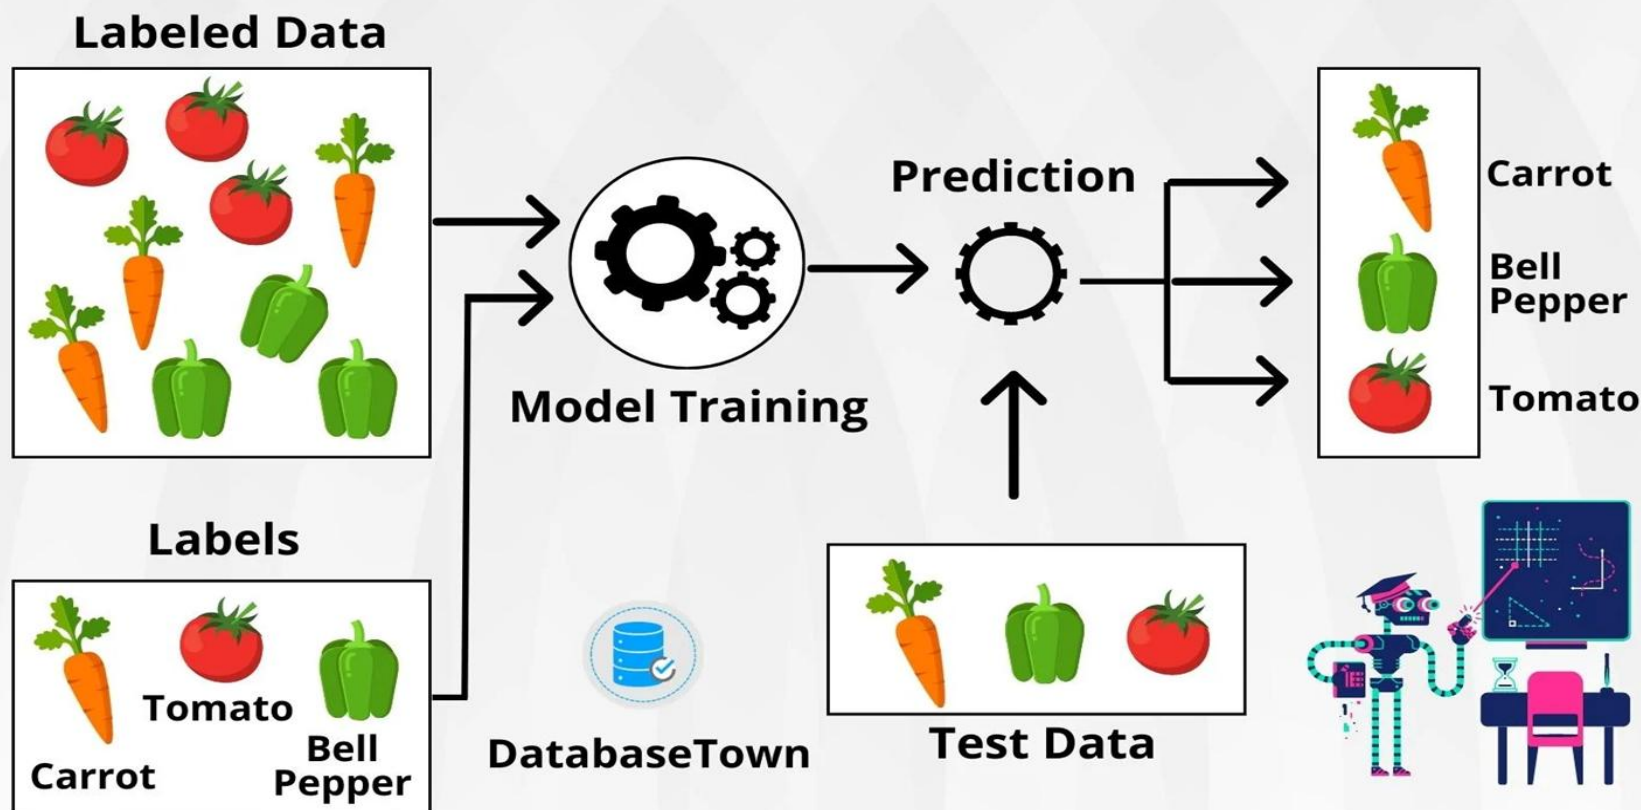 Labeled Data
Labels
Carrot
Tomato
Bell
Pepper
Model Training
Prediction
Carrot
Bell
Pepper
Tomato
Test Data
DatabaseTown